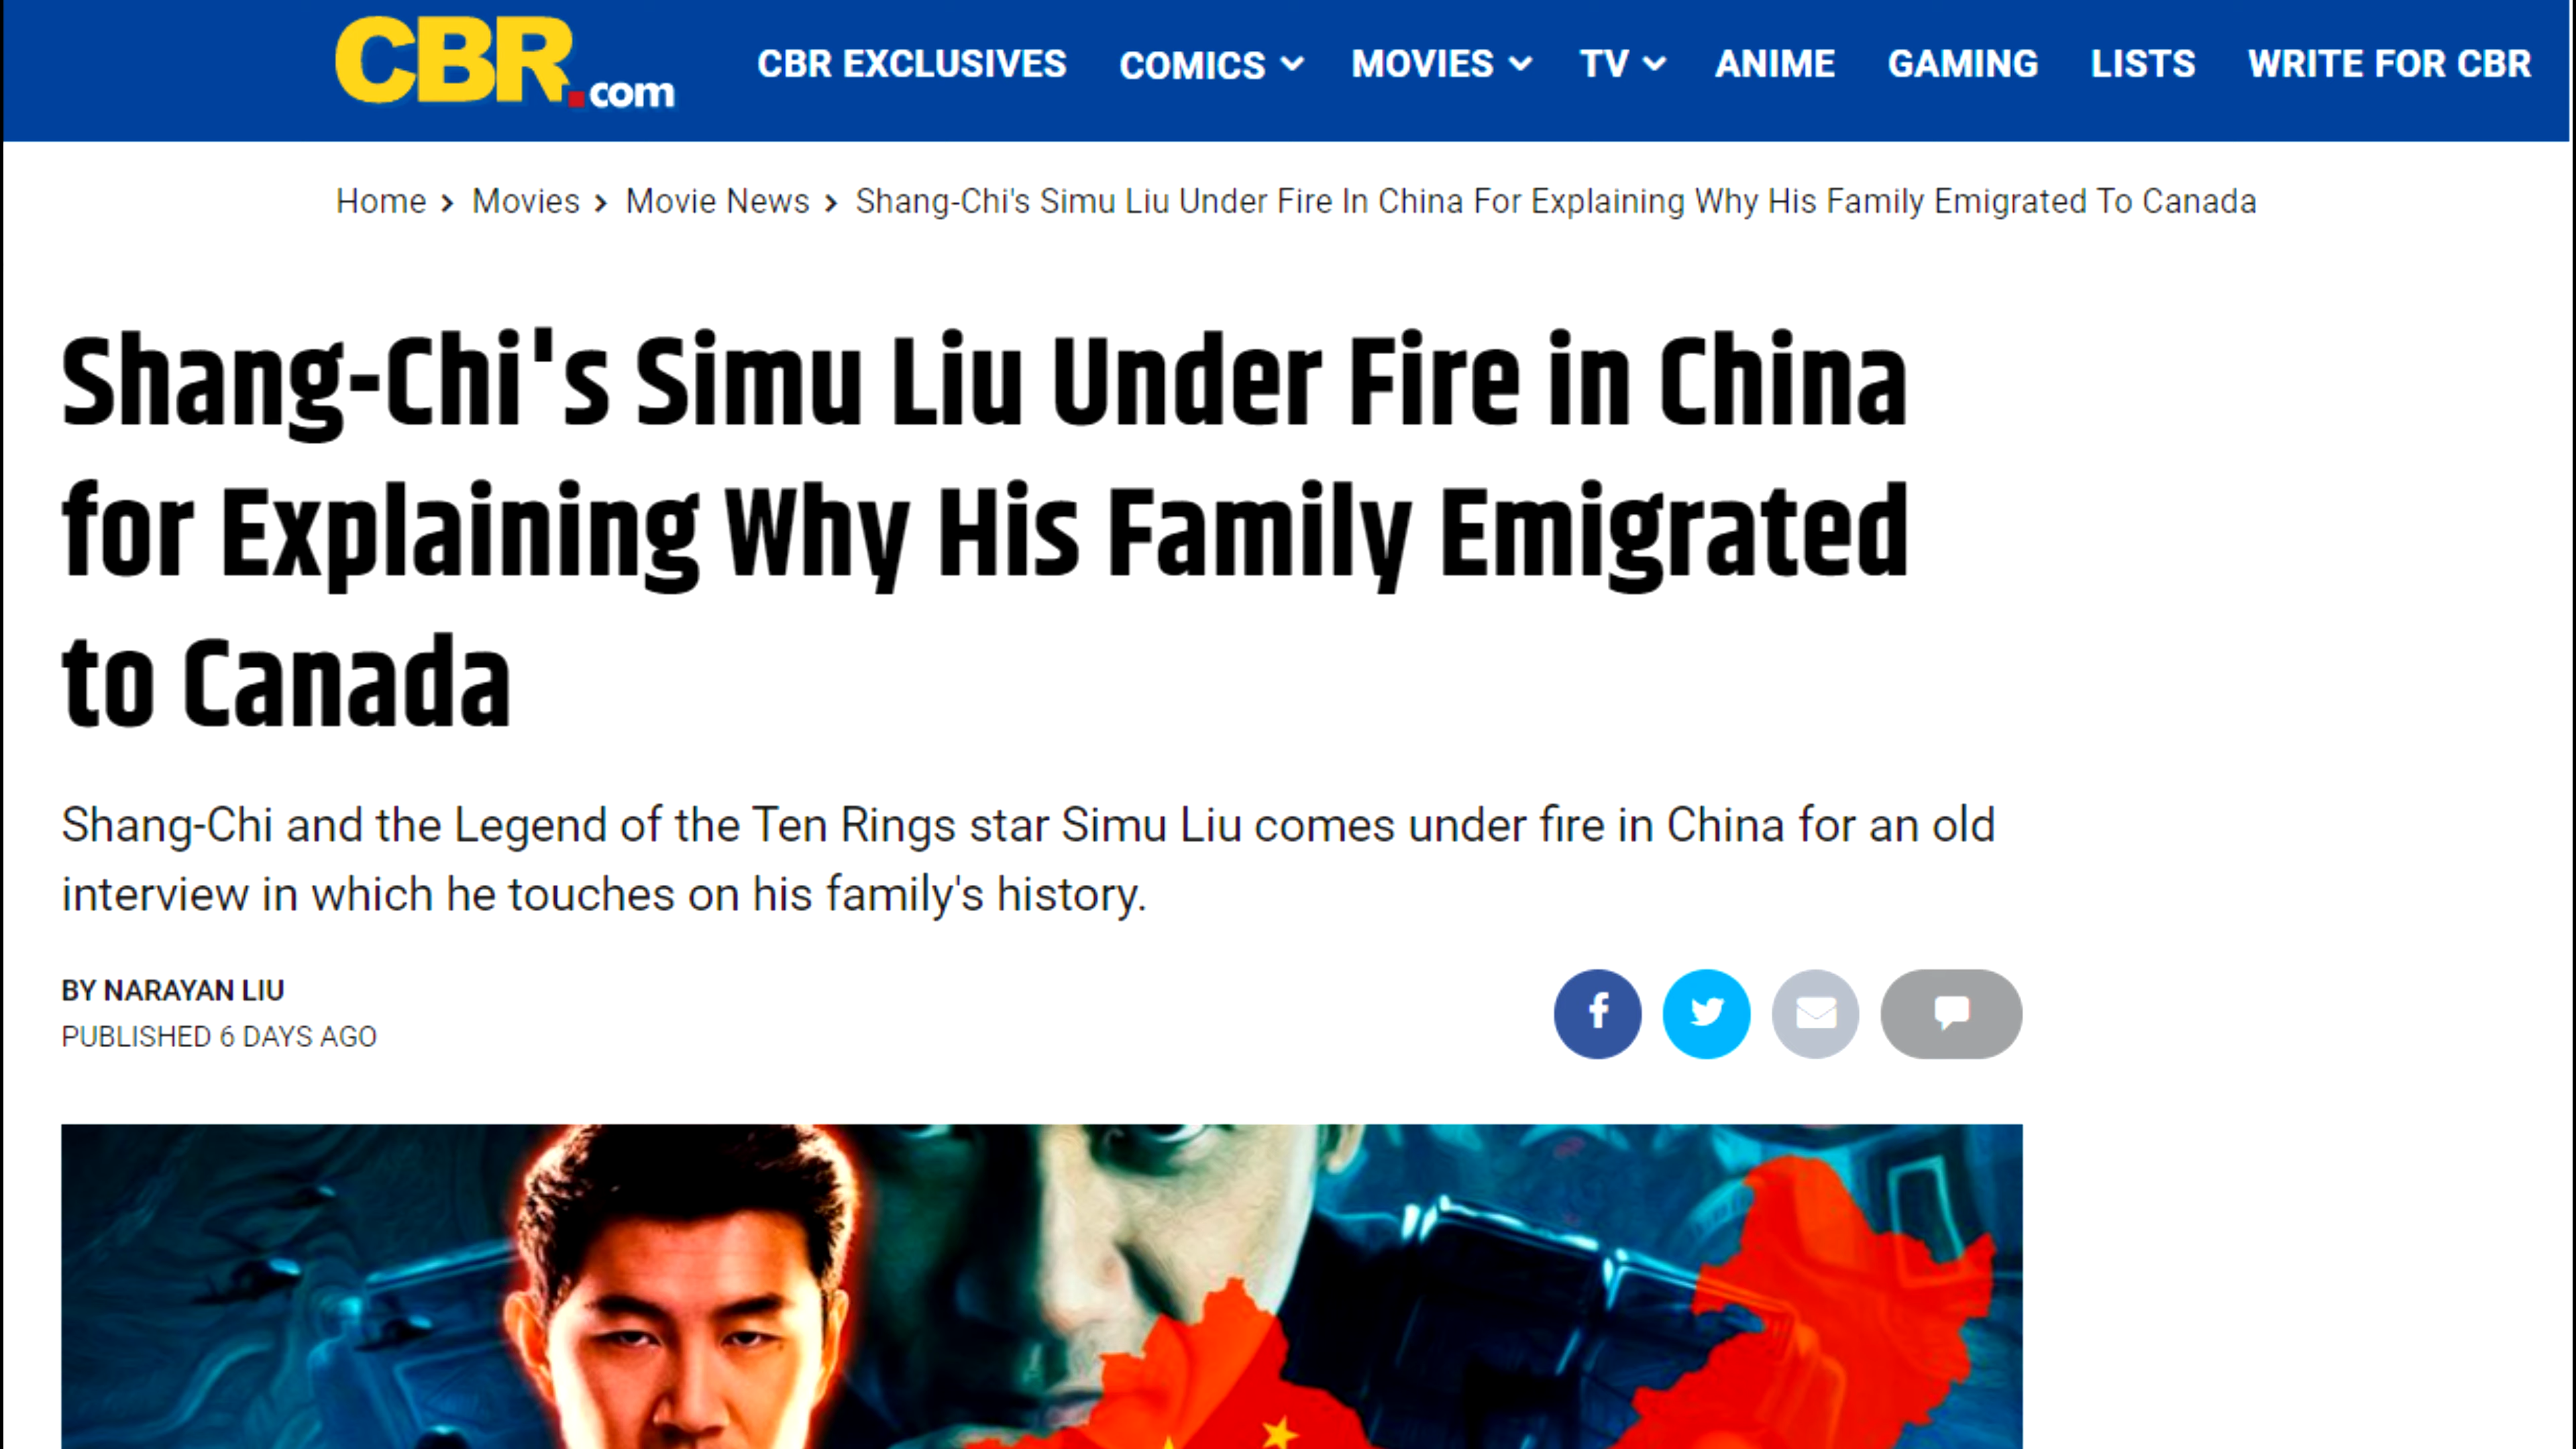 CBR.com
CBR EXCLUSIVES COMICS MOVIES TV ANIME GAMING LISTS WRITE FOR CBR
Home > Movies > Movie News > Shang-Chi's Simu Liu Under Fire In China For Explaining Why His Family Emigrated To Canada
Shang-Chi's Simu Liu Under Fire in China
for Explaining Why His Family Emigrated
to Canada
Shang-Chi and the Legend of the Ten Rings star Simu Liu comes under fire in China for an old
interview in which he touches on his family's history.
BY NARAYAN LIU
PUBLISHED 6 DAYS AGO